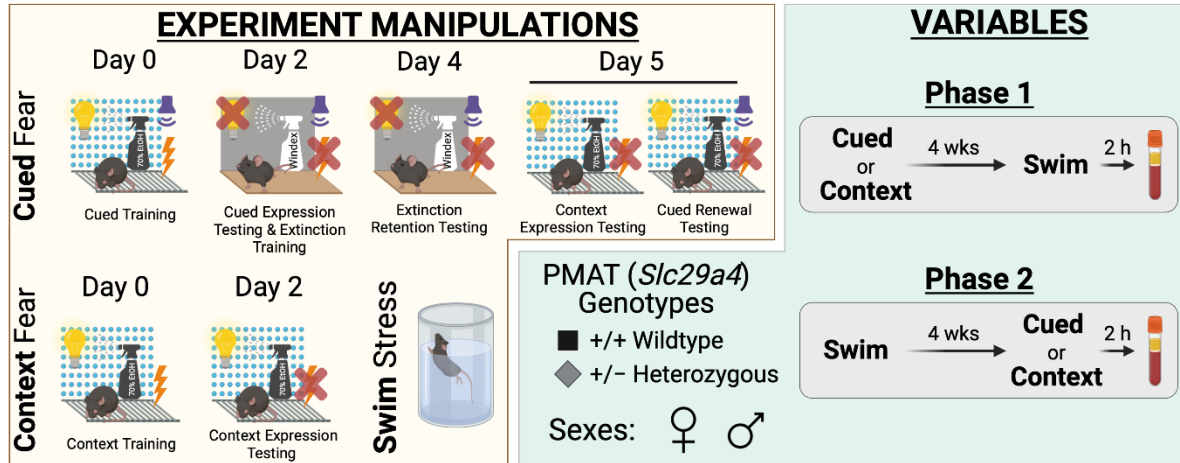 EXPERIMENT MANIPULATIONS
Cued Fear
Day 0
Day 2
Day 4
Day 5
70% EtOH
Windex
Windex
70% EtOH
70% EtOH
Cued Training
Cued Expression
Testing & Extinction
Training
Extinction
Retention Testing
Context
Expression Testing
Cued Renewal
Testing
Context Fear
Day 0
Day 2
70% EtOH
70% EtOH
Context Training
Context Expression
Testing
Swim Stress
VARIABLES
PMAT (Slc29a4)
Genotypes
+/+ Wildtype
+/− Heterozygous
Sexes: ♀ ♂
Phase 1
Cued
or
Context
4 wks
Swim
2 h
Phase 2
Swim
4 wks
Cued
or
Context
2 h